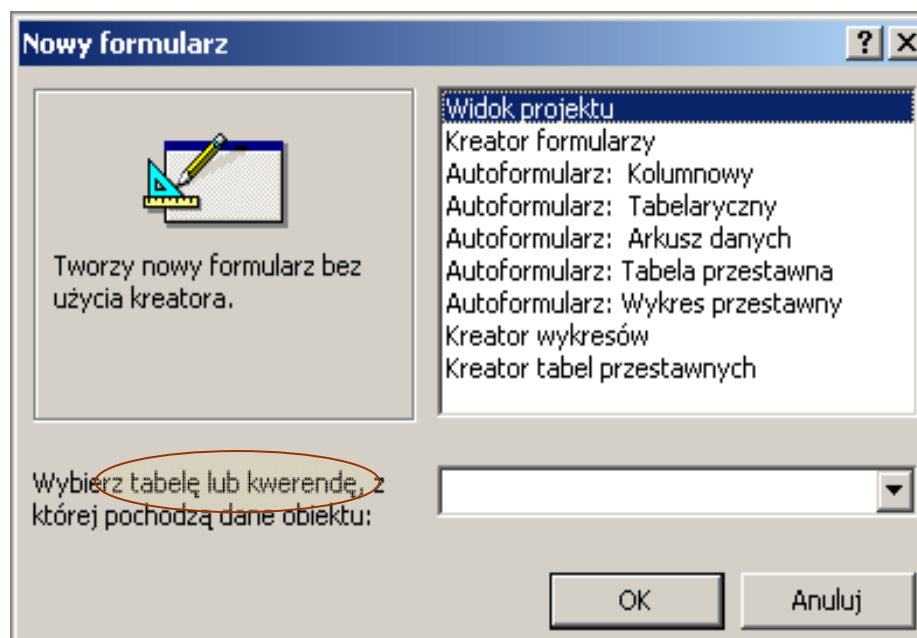 Nowy formularz
Widok projektu
Kreator formularzy
Autoformularz: Kolumnowy
Autoformularz: Tabelaryczny
Autoformularz: Arkusz danych
Autoformularz: Tabela przestawna
Autoformularz: Wykres przestawny
Kreator wykresów
Kreator tabel przestawnych
Tworzy nowy formularz bez
użycia kreatora.
Wybierz tabelę lub kwerendę, z
której pochodzą dane obiektu:
OK
Anuluj